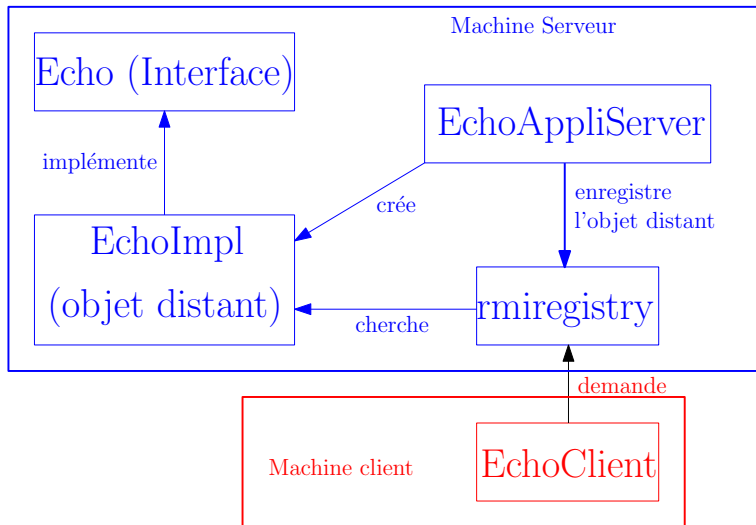 Machine Serveur
Echo (Interface)
EchoAppliServer
implémente
crée
enregistre
l'objet distant
EchoImpl
(objet distant)
cherche
rmiregistry
demande
Machine client
EchoClient